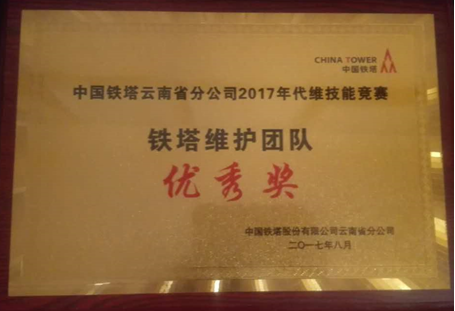 CHINA TOWER
中国铁塔
中国铁塔云南省分公司2017年代维技能竞赛
铁塔维护团队
优秀奖
中国铁塔股份有限公司云南省分公司
二〇一七年八月